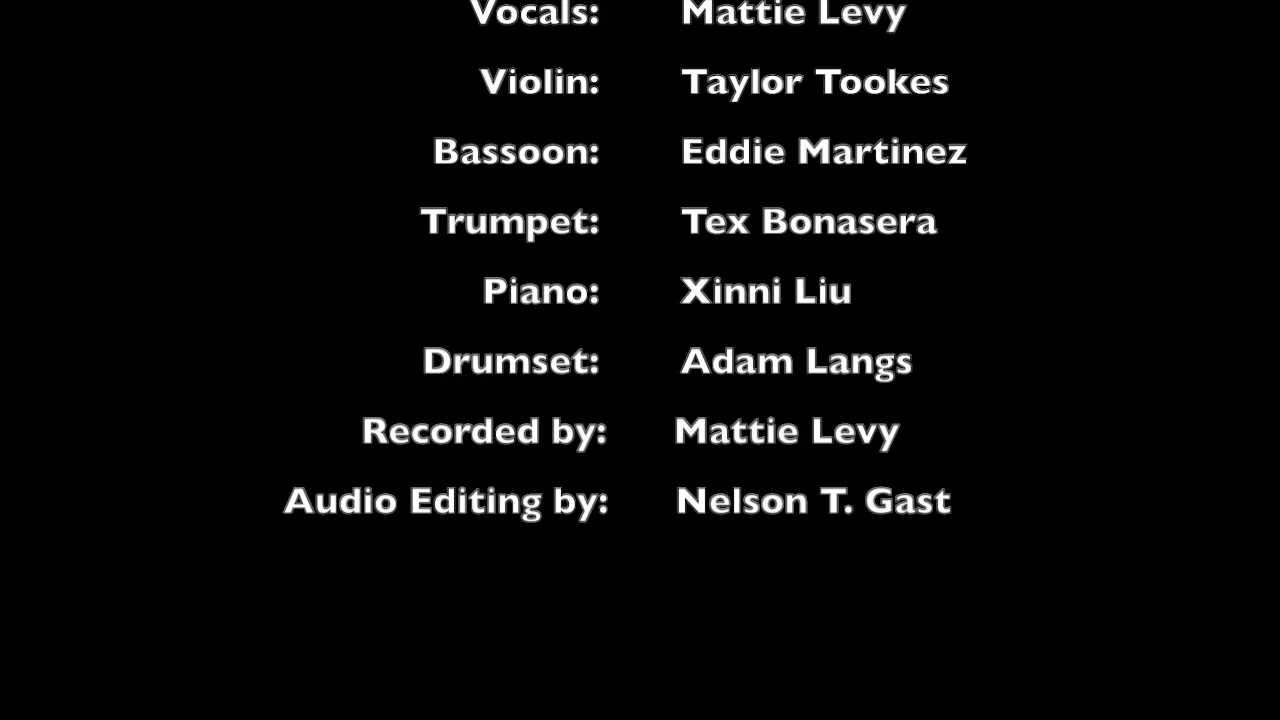 Vocals: Mattie Levy
Violin: Taylor Tookes
Bassoon: Eddie Martinez
Trumpet: Tex Bonasera
Piano: Xinni Liu
Drumset: Adam Langs
Recorded by: Mattie Levy
Audio Editing by: Nelson T. Gast